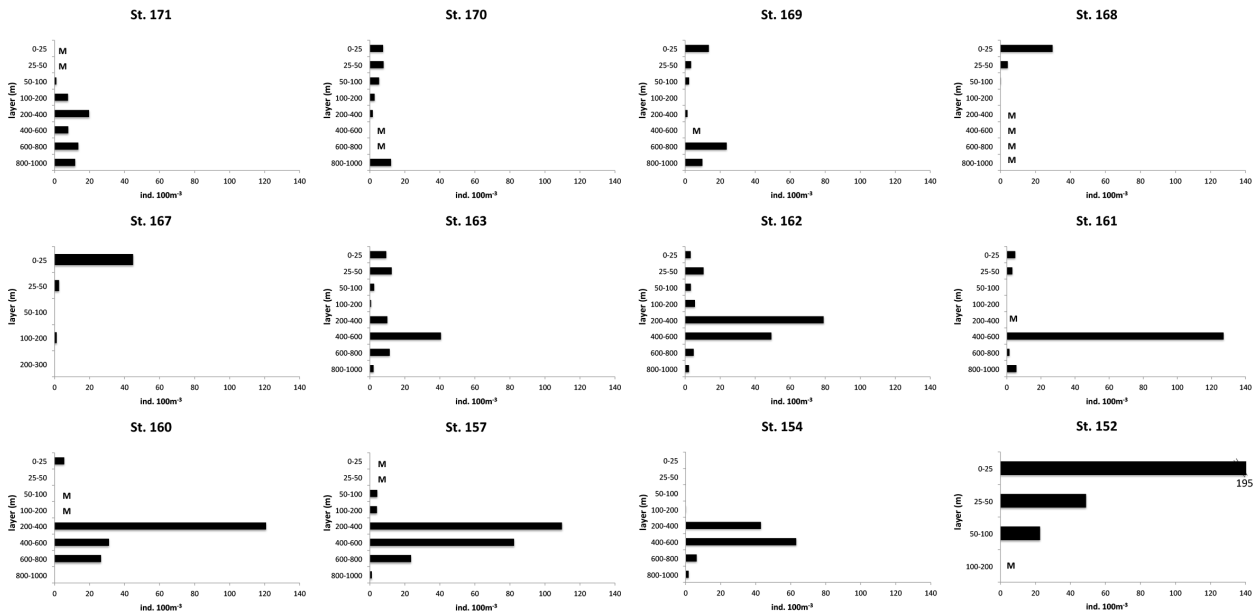 St. 171
layer (m)
0-25 M
25-50 M
50-100
100-200
200-400
400-600
600-800
800-1000
0 20 40 60 80 100 120 140
ind. 100m⁻³
St. 170
layer (m)
0-25
25-50
50-100
100-200
200-400
400-600 M
600-800 M
800-1000
0 20 40 60 80 100 120 140
ind. 100m⁻³
St. 169
layer (m)
0-25
25-50
50-100
100-200
200-400
400-600 M
600-800
800-1000
0 20 40 60 80 100 120 140
ind. 100m⁻³
St. 168
layer (m)
0-25
25-50
50-100
100-200
200-400 M
400-600 M
600-800 M
800-1000 M
0 20 40 60 80 100 120 140
ind. 100m⁻³
St. 167
layer (m)
0-25
25-50
50-100
100-200
200-300
0 20 40 60 80 100 120 140
ind. 100m⁻³
St. 163
layer (m)
0-25
25-50
50-100
100-200
200-400
400-600
600-800
800-1000
0 20 40 60 80 100 120 140
ind. 100m⁻³
St. 162
layer (m)
0-25
25-50
50-100
100-200
200-400
400-600
600-800
800-1000
0 20 40 60 80 100 120 140
ind. 100m⁻³
St. 161
layer (m)
0-25
25-50
50-100
100-200
200-400 M
400-600
600-800
800-1000
0 20 40 60 80 100 120 140
ind. 100m⁻³
St. 160
layer (m)
0-25
25-50
50-100 M
100-200 M
200-400
400-600
600-800
800-1000
0 20 40 60 80 100 120 140
ind. 100m⁻³
St. 157
layer (m)
0-25 M
25-50 M
50-100
100-200
200-400
400-600
600-800
800-1000
0 20 40 60 80 100 120 140
ind. 100m⁻³
St. 154
layer (m)
0-25
25-50
50-100
100-200
200-400
400-600
600-800
800-1000
0 20 40 60 80 100 120 140
ind. 100m⁻³
St. 152
layer (m)
0-25
195
25-50
50-100
100-200 M
0 20 40 60 80 100 120 140
ind. 100m⁻³